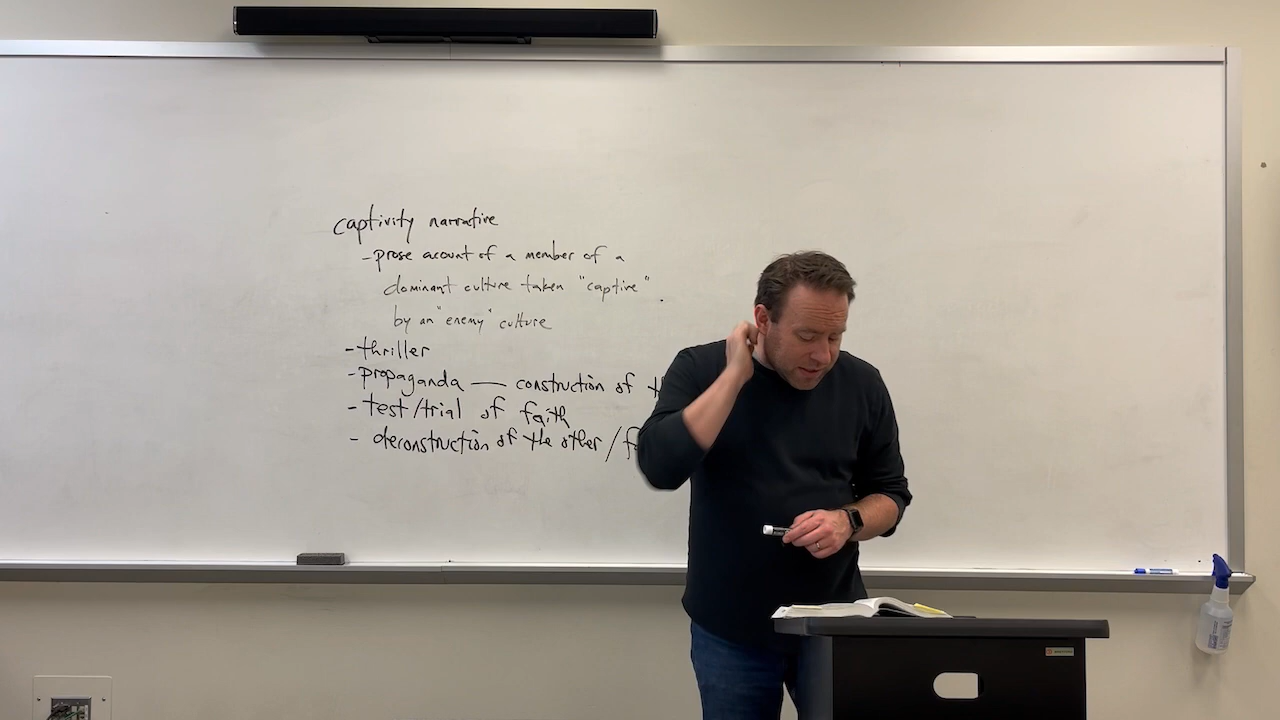 captivity narrative
- prose account of a member of a
dominant culture taken "captive"
by an "enemy" culture
- thriller
- propaganda — construction of
- test/trial of faith
- deconstruction of the other /